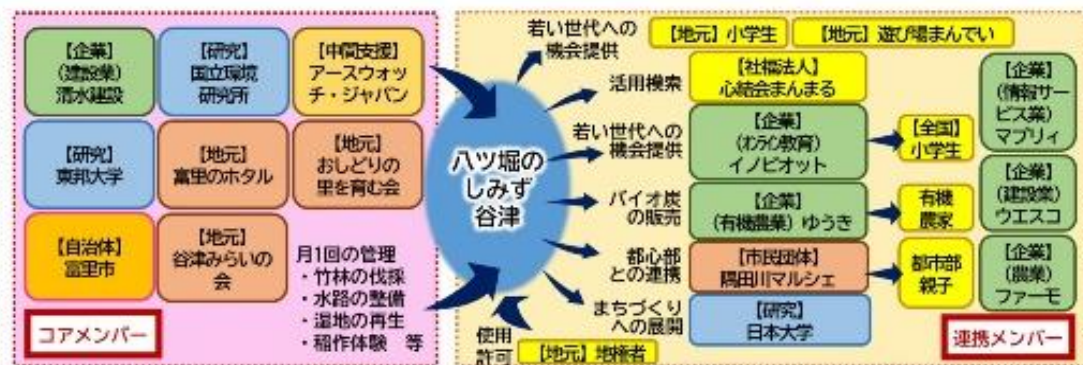 【企業】
(建設業)
清水建設
【研究】
国立環境
研究所
【中間支援】
アースウォッ
チ・ジャパン
【研究】
東邦大学
【地元】
富里のホタル
【地元】
おしどりの
里を育む会
【自治体】
富里市
【地元】
谷津みらいの
会
月1回の管理
・竹林の伐採
・水路の整備
・湿地の再生
・稲作体験 等
コアメンバー
八ツ堀の
しみず
谷津
若い世代への
機会提供
【地元】小学生
【地元】遊び場まんでい
活用模索
【社福法人】
心結会まんまる
若い世代への
機会提供
【企業】
(オンライン教育)
イノビオット
【全国】
小学生
バイオ炭
の販売
【企業】
(有機農業)ゆうき
有機
農家
都心部
との連携
【市民団体】
隅田川マルシェ
都市部
親子
まちづくり
への展開
【研究】
日本大学
使用
許可
【地元】地権者
【企業】
(情報サー
ビス業)
マプリィ
【企業】
(建設業)
ウエスコ
【企業】
(農業)
ファーモ
連携メンバー